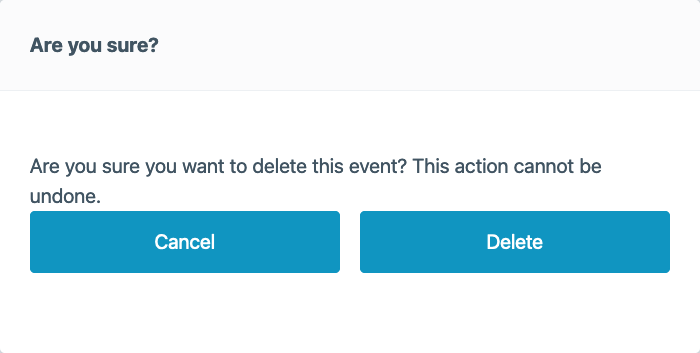 Are you sure?
Are you sure you want to delete this event? This action cannot be
undone.
Cancel
Delete